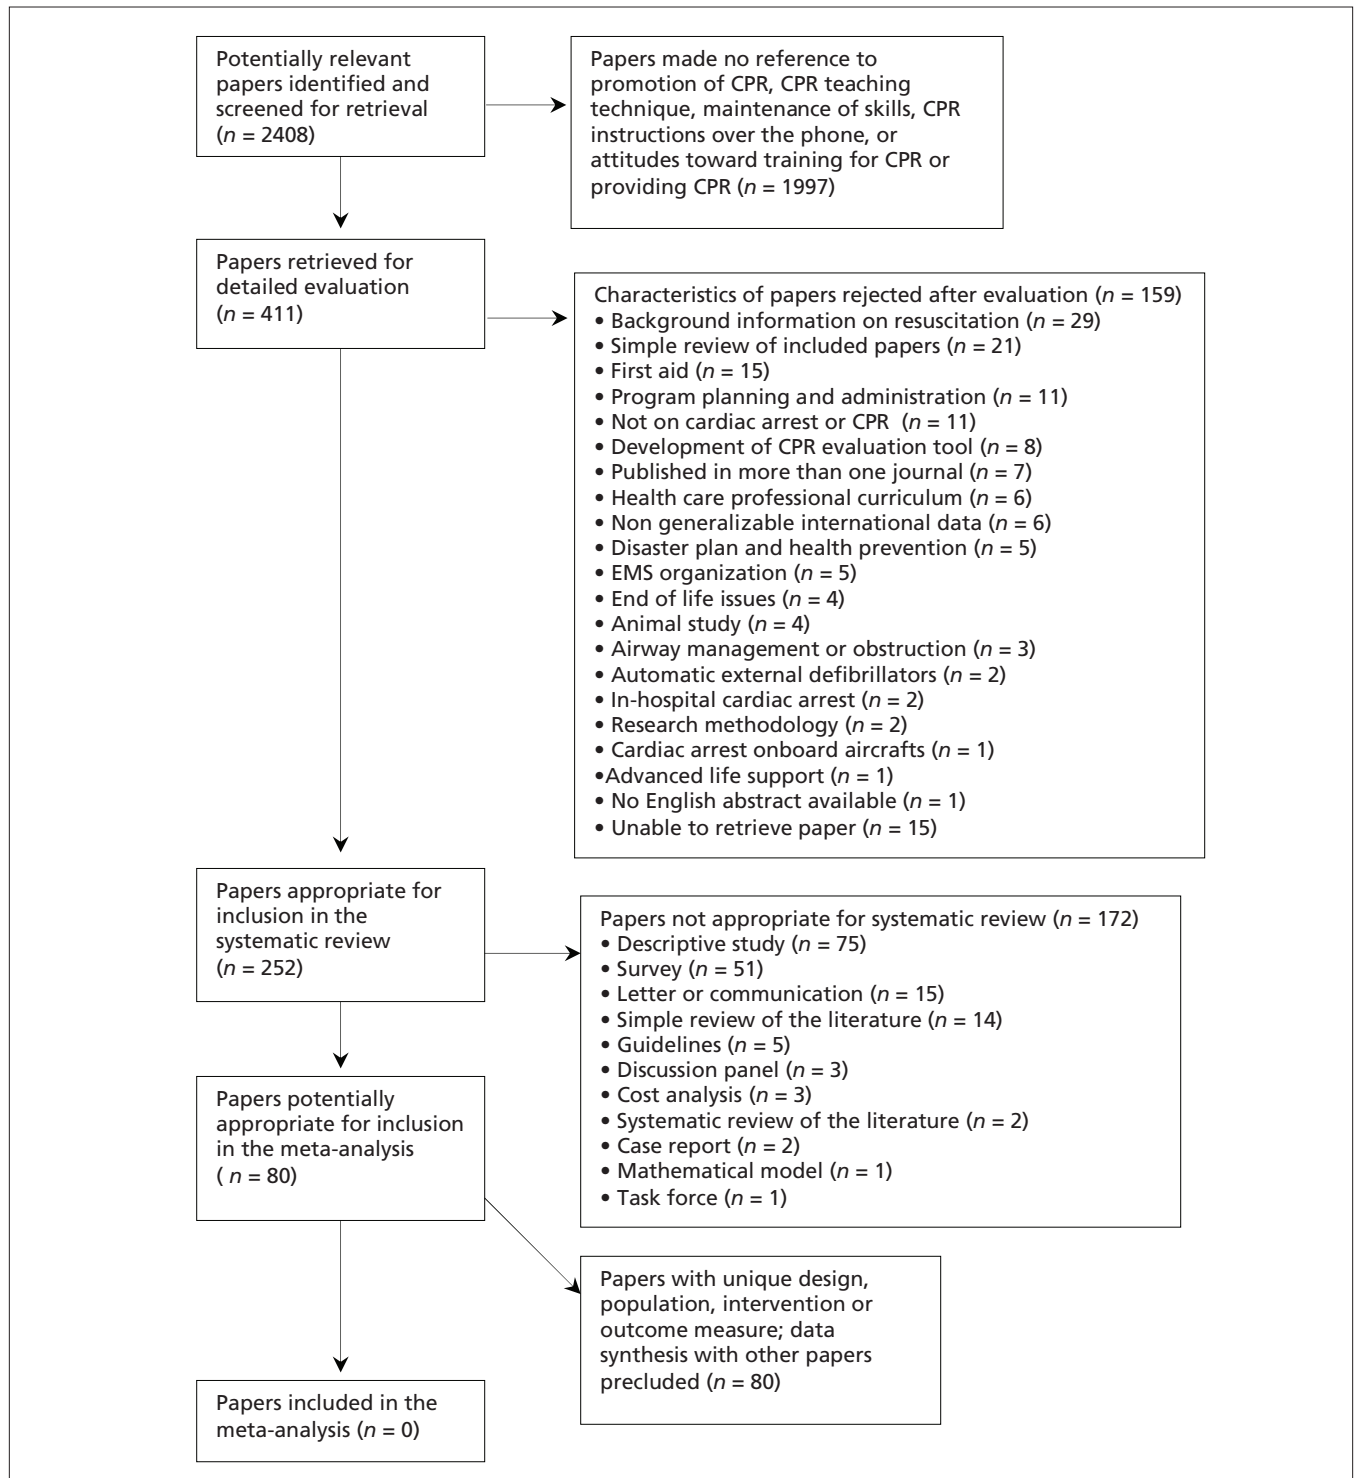 Potentially relevant
papers identified and
screened for retrieval
(n = 2408)
Papers made no reference to
promotion of CPR, CPR teaching
technique, maintenance of skills, CPR
instructions over the phone, or
attitudes toward training for CPR or
providing CPR (n = 1997)
Papers retrieved for
detailed evaluation
(n = 411)
Characteristics of papers rejected after evaluation (n = 159)
• Background information on resuscitation (n = 29)
• Simple review of included papers (n = 21)
• First aid (n = 15)
• Program planning and administration (n = 11)
• Not on cardiac arrest or CPR (n = 11)
• Development of CPR evaluation tool (n = 8)
• Published in more than one journal (n = 7)
• Health care professional curriculum (n = 6)
• Non generalizable international data (n = 6)
• Disaster plan and health prevention (n = 5)
• EMS organization (n = 5)
• End of life issues (n = 4)
• Animal study (n = 4)
• Airway management or obstruction (n = 3)
• Automatic external defibrillators (n = 2)
• In-hospital cardiac arrest (n = 2)
• Research methodology (n = 2)
• Cardiac arrest onboard aircrafts (n = 1)
•Advanced life support (n = 1)
• No English abstract available (n = 1)
• Unable to retrieve paper (n = 15)
Papers appropriate for
inclusion in the
systematic review
(n = 252)
Papers not appropriate for systematic review (n = 172)
• Descriptive study (n = 75)
• Survey (n = 51)
• Letter or communication (n = 15)
• Simple review of the literature (n = 14)
• Guidelines (n = 5)
• Discussion panel (n = 3)
• Cost analysis (n = 3)
• Systematic review of the literature (n = 2)
• Case report (n = 2)
• Mathematical model (n = 1)
• Task force (n = 1)
Papers potentially
appropriate for inclusion
in the meta-analysis
( n = 80)
Papers with unique design,
population, intervention or
outcome measure; data
synthesis with other papers
precluded (n = 80)
Papers included in the
meta-analysis (n = 0)